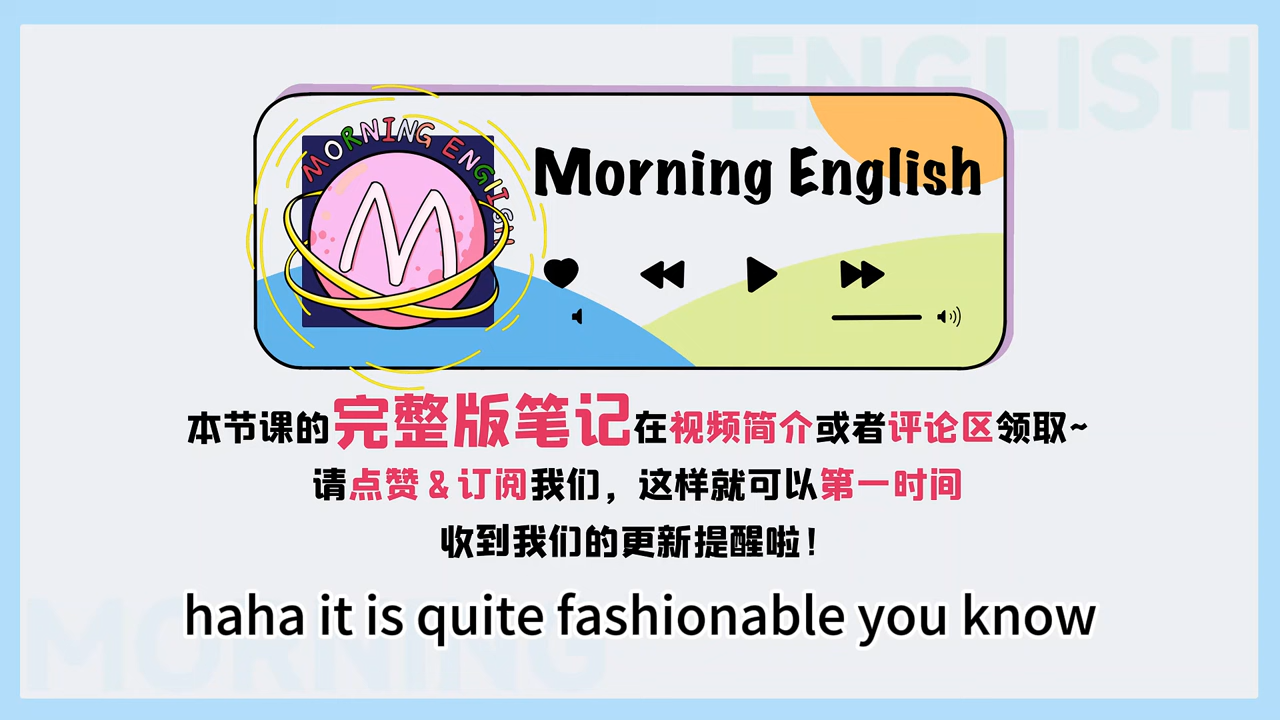 ENGLISH
MORNING ENGLISH
M
Morning English
本节课的完整版笔记在视频简介或者评论区领取~
请点赞&订阅我们，这样就可以第一时间
收到我们的更新提醒啦！
haha it is quite fashionable you know
MORNING